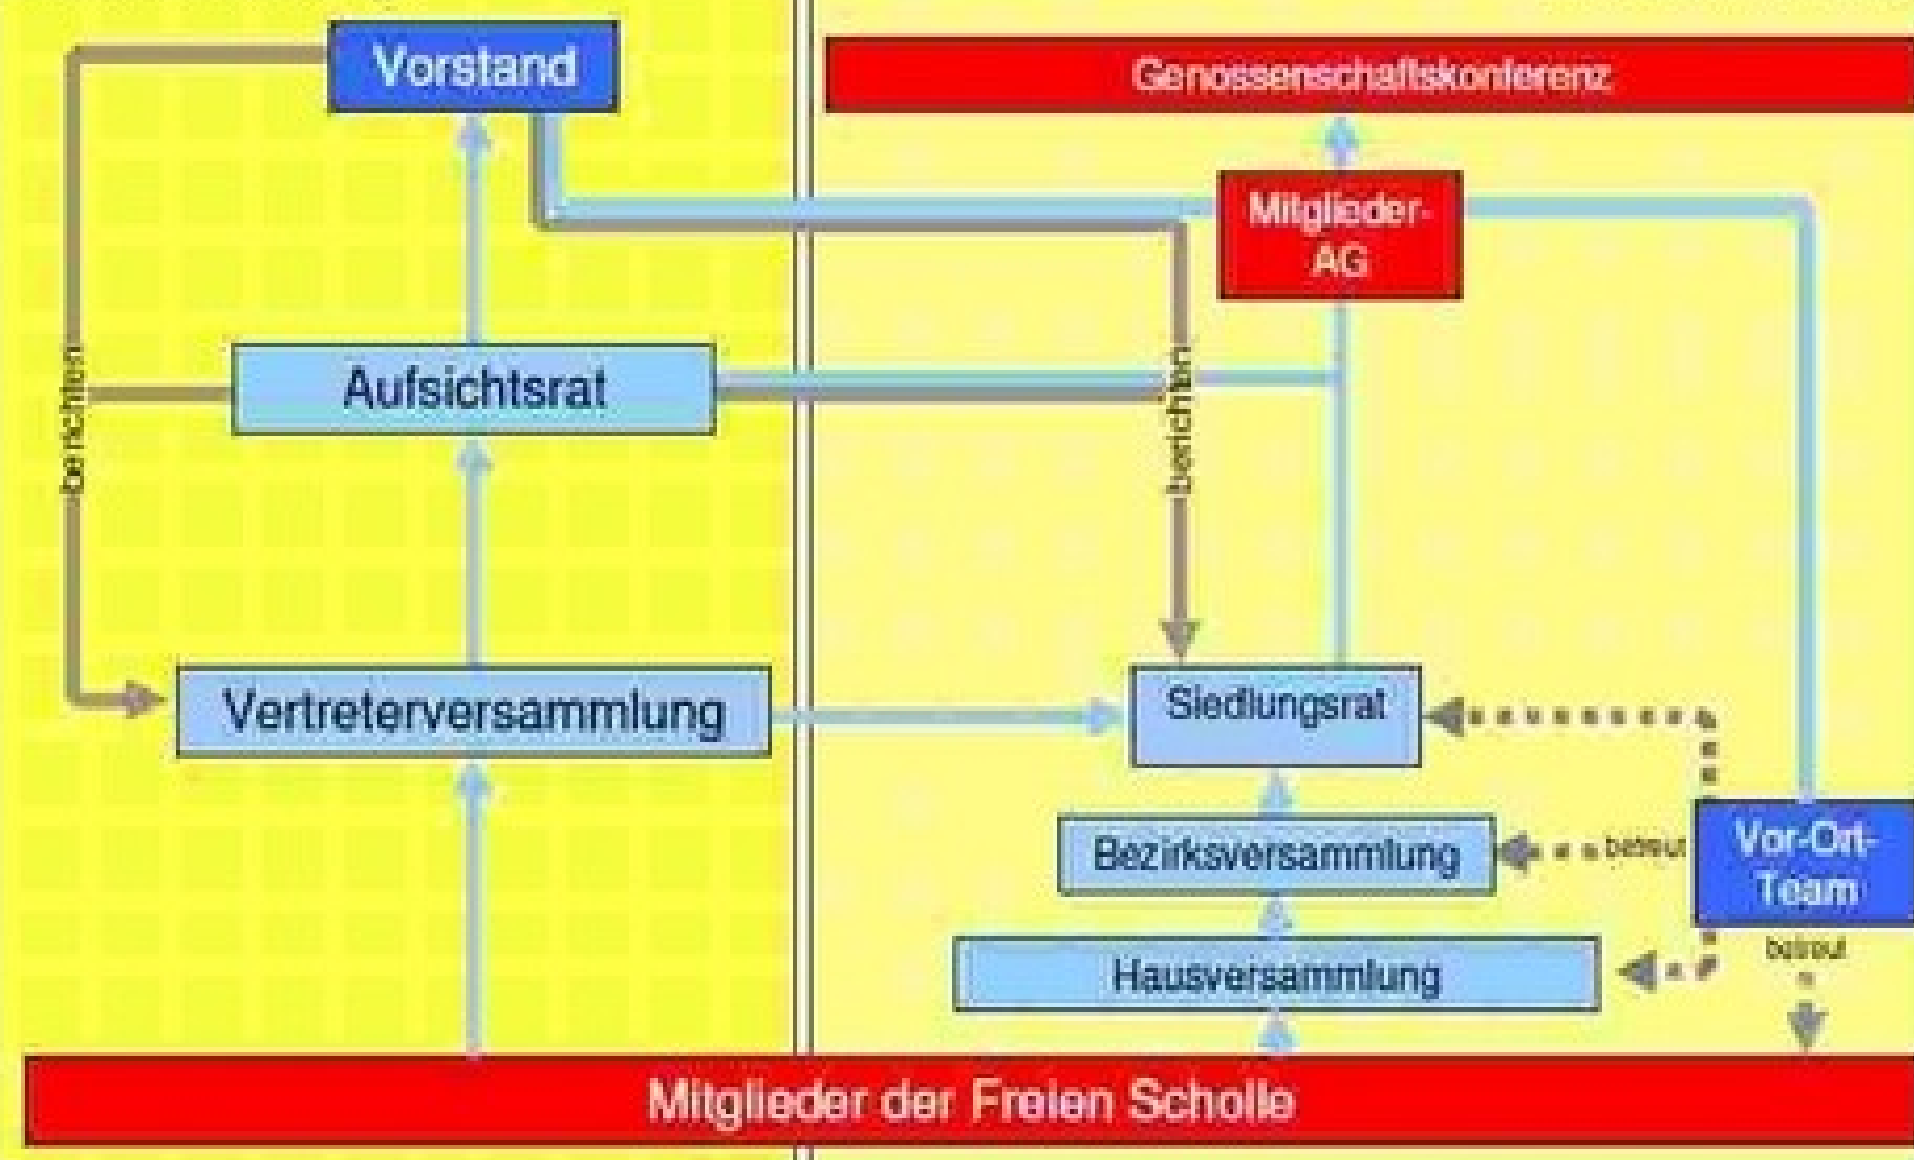 Vorstand
Genossenschaftskonferenz
Mitglieder-
AG
berichten
Aufsichtsrat
berichten
Vertreterversammlung
Siedlungsrat
Bezirksversammlung
betreut
Vor-Ort-
Team
betreut
Hausversammlung
Mitglieder der Freien Scholle